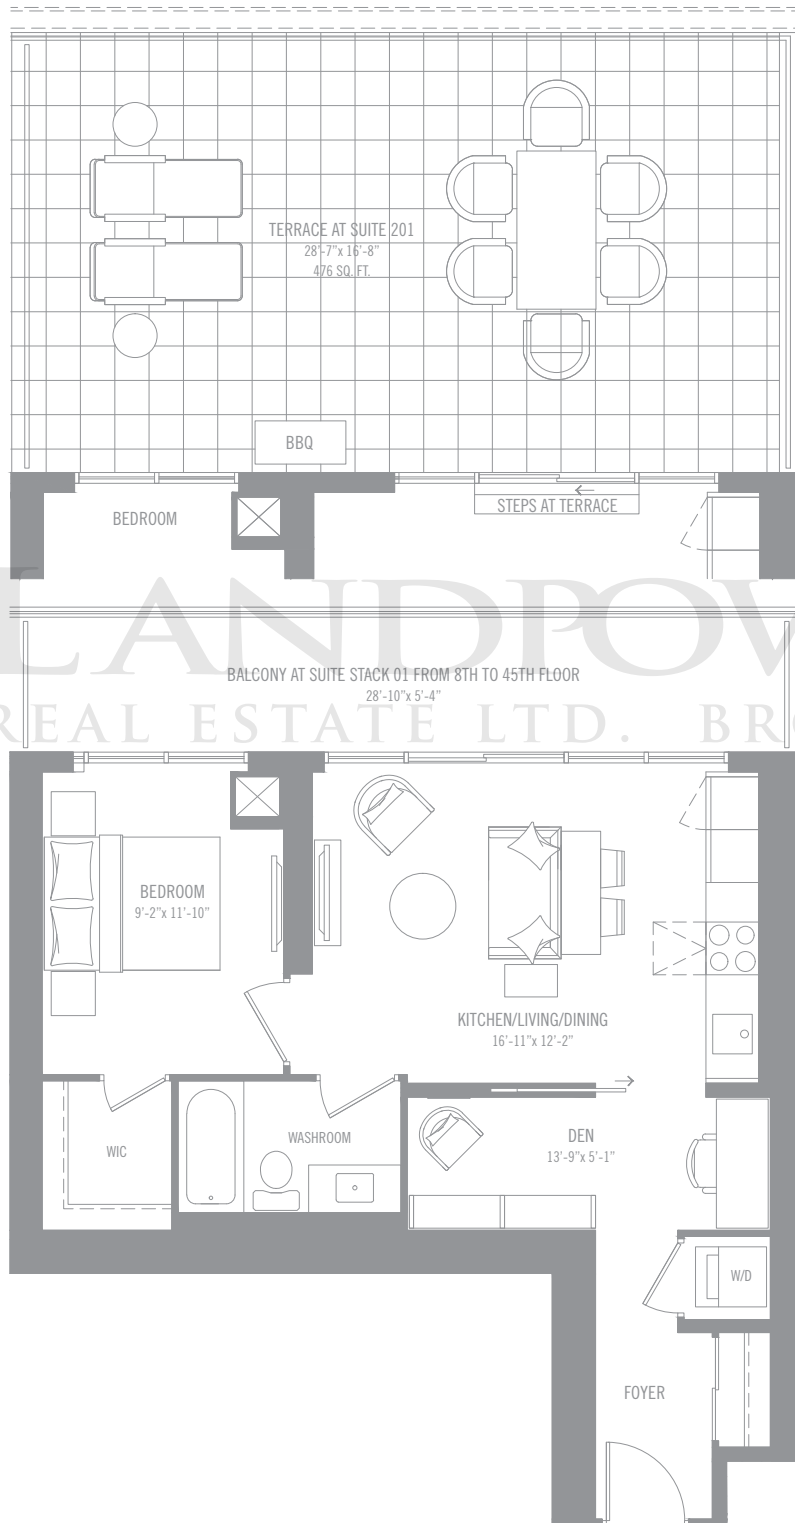 TERRACE AT SUITE 201
28'-7"x 16'-8"
476 SQ. FT.
BBQ
BEDROOM
STEPS AT TERRACE
LANDPOW
BALCONY AT SUITE STACK 01 FROM 8TH TO 45TH FLOOR
28'-10"x 5'-4"
REAL ESTATE LTD. BRO
BEDROOM
9'-2"x 11'-10"
KITCHEN/LIVING/DINING
16'-11"x 12'-2"
WIC
WASHROOM
DEN
13'-9"x 5'-1"
W/D
FOYER